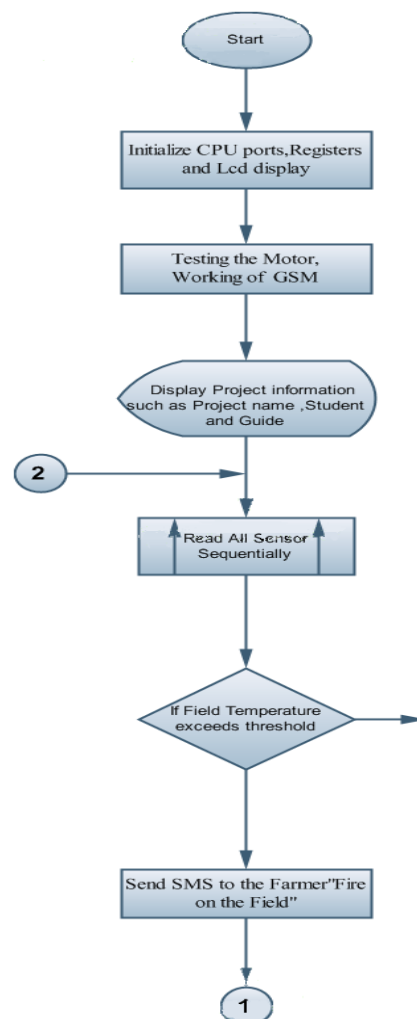 Start
Initialize CPU ports,Registers
and Lcd display
Testing the Motor,
Working of GSM
Display Project information
such as Project name ,Student
and Guide
2
Read All Sensor
Sequentially
If Field Temperature
exceeds threshold
Send SMS to the Farmer"Fire
on the Field"
1